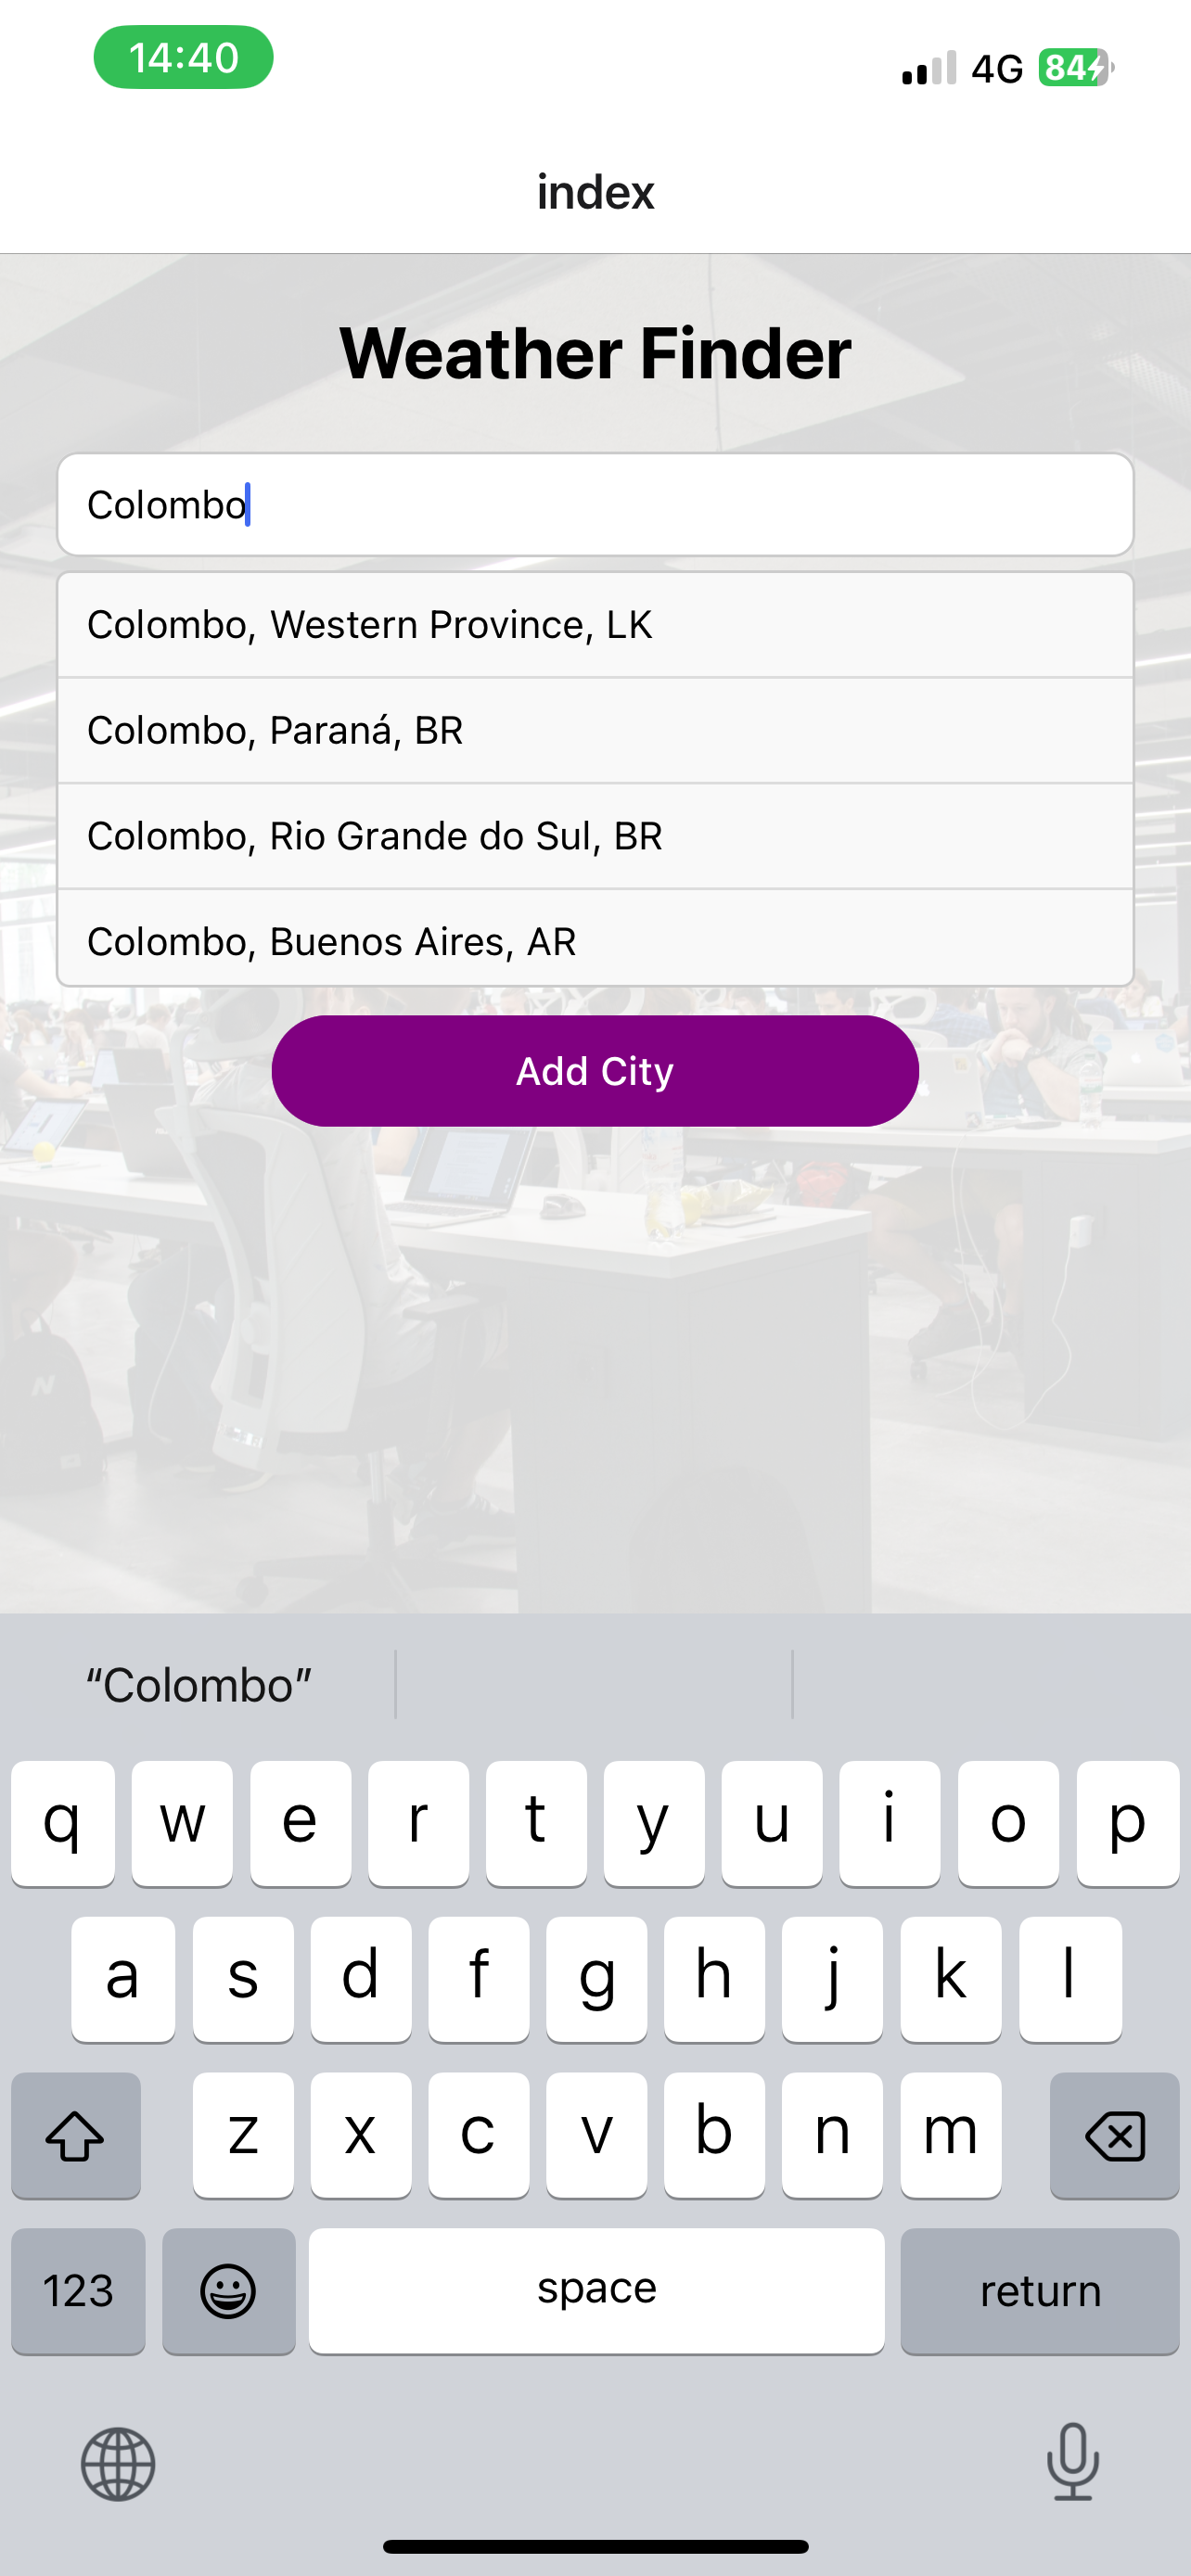 14:40
4G 84
index
Weather Finder
Colombo
Colombo, Western Province, LK
Colombo, Paraná, BR
Colombo, Rio Grande do Sul, BR
Colombo, Buenos Aires, AR
Add City
N
“Colombo”
q w e r t y u i o p
a s d f g h j k l
z x c v b n m
123 space return